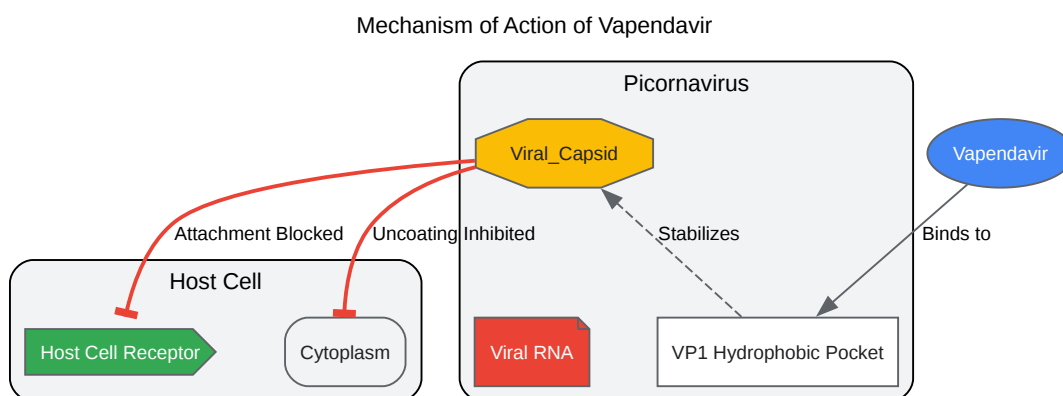 Mechanism of Action of Vapendavir
Picornavirus
Viral_Capsid
Vapendavir
Attachment Blocked
Uncoating Inhibited
Stabilizes
Binds to
Host Cell
Host Cell Receptor
Cytoplasm
Viral RNA
VP1 Hydrophobic Pocket